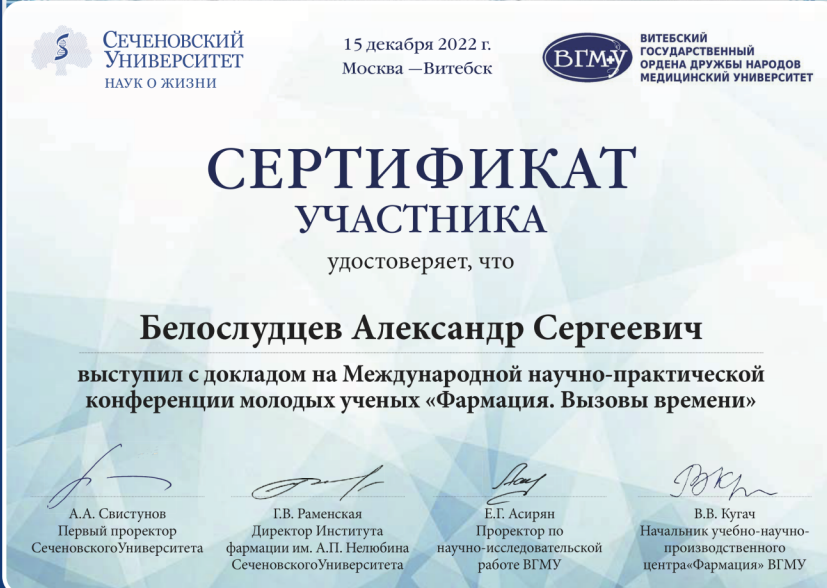 СЕЧЕНОВСКИЙ
УНИВЕРСИТЕТ
НАУК О ЖИЗНИ
15 декабря 2022 г.
Москва —Витебск
ВГМУ
ВИТЕБСКИЙ
ГОСУДАРСТВЕННЫЙ
ОРДЕНА ДРУЖБЫ НАРОДОВ
МЕДИЦИНСКИЙ УНИВЕРСИТЕТ
СЕРТИФИКАТ
УЧАСТНИКА
удостоверяет, что
Белослудцев Александр Сергеевич
выступил с докладом на Международной научно-практической
конференции молодых ученых «Фармация. Вызовы времени»
А.А. Свистунов
Первый проректор
СеченовскогоУниверситета
Г.В. Раменская
Директор Института
фармации им. А.П. Нелюбина
СеченовскогоУниверситета
Е.Г. Асирян
Проректор по
научно-исследовательской
работе ВГМУ
В.В. Кугач
Начальник учебно-научно-
производственного
центра«Фармация» ВГМУ